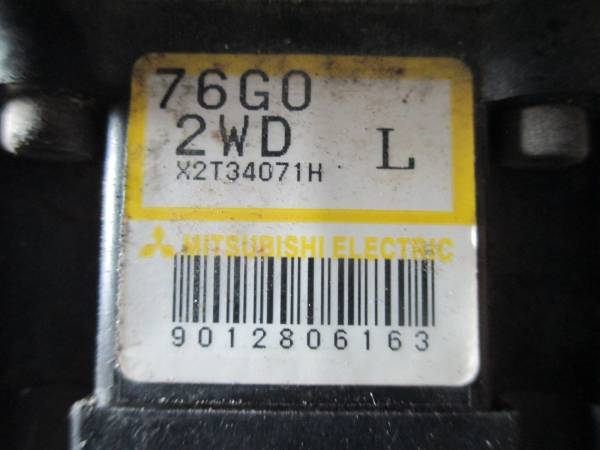 76G0
2WD L
X2T34071H
MITSUBISHI ELECTRIC
9012806163